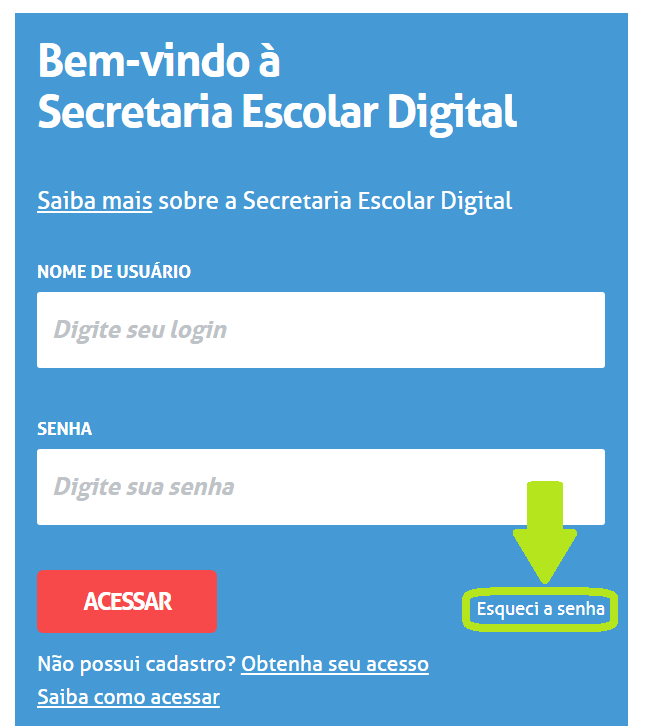 Bem-vindo à
Secretaria Escolar Digital
Saiba mais sobre a Secretaria Escolar Digital
NOME DE USUÁRIO
Digite seu login
SENHA
Digite sua senha
ACESSAR
Esqueci a senha
Não possui cadastro? Obtenha seu acesso
Saiba como acessar